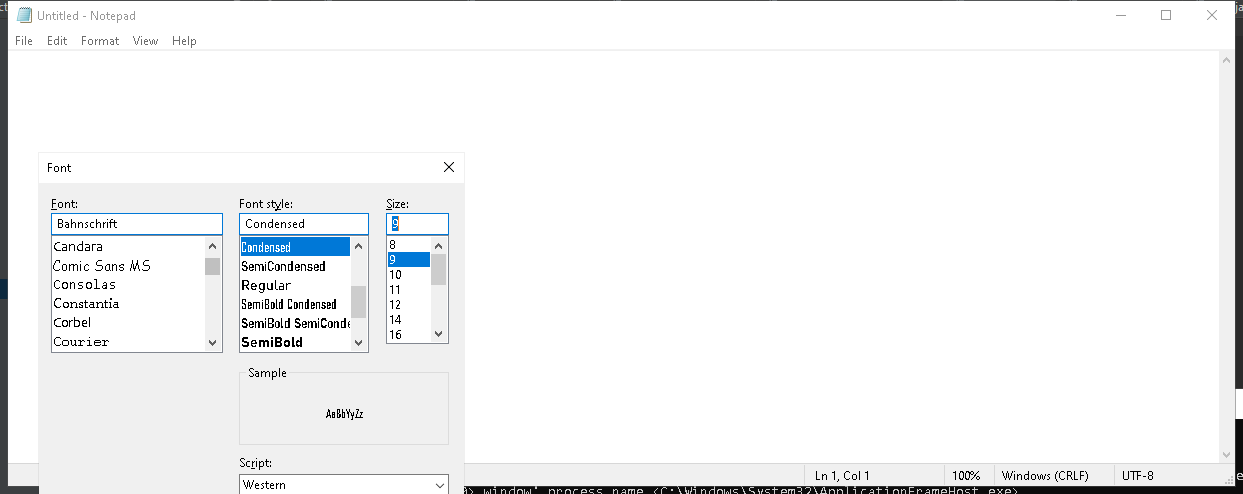 Untitled - Notepad
File Edit Format View Help
Font
Font: Font style: Size:
Bahnschrift Condensed 9
Candara Condensed 8
Comic Sans MS SemiCondensed 9
Consolas Regular 10
Constantia SemiBold Condensed 11
Corbel SemiBold SemiConde 12
Courier SemiBold 14
16
Sample
AaBbYyZz
Script:
Western
Ln 1, Col 1 100% Windows (CRLF) UTF-8
window' process name <C:\Windows\System32\ApplicationFrameHost.exe>